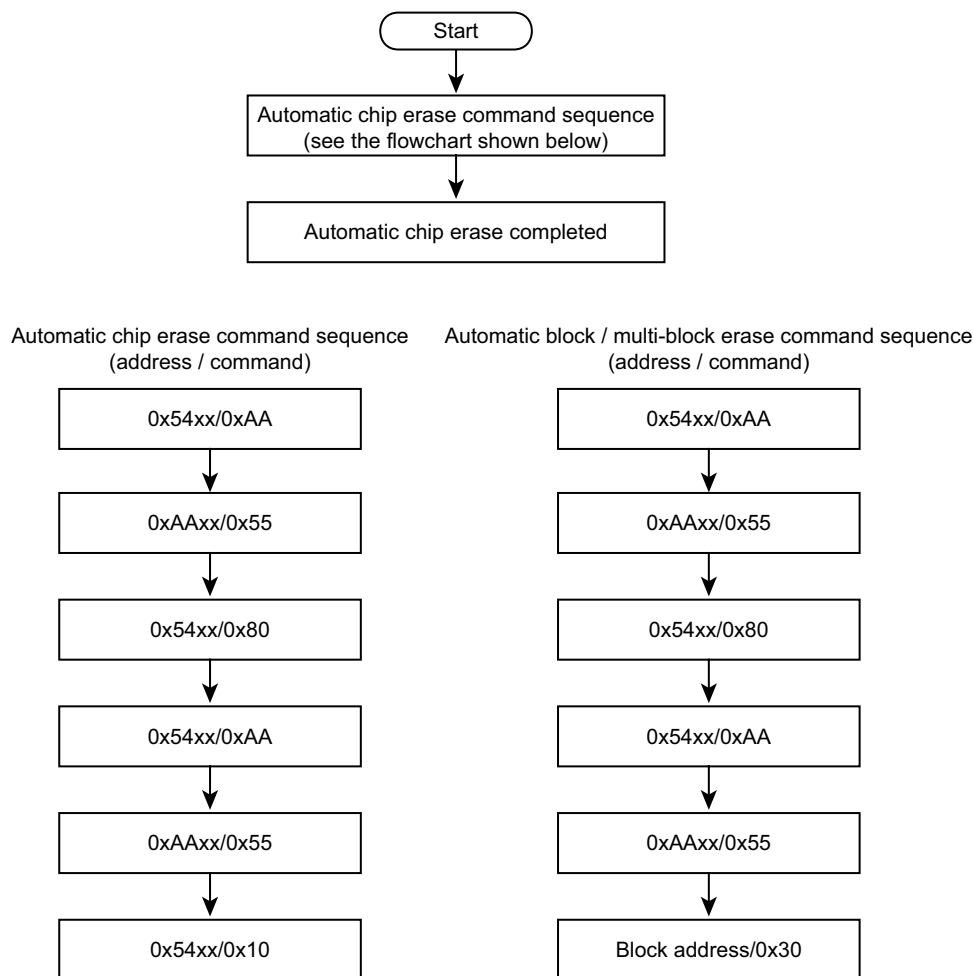 Start
Automatic chip erase command sequence
(see the flowchart shown below)
Automatic chip erase completed
Automatic chip erase command sequence
(address / command)
0x54xx/0xAA
0xAAxx/0x55
0x54xx/0x80
0x54xx/0xAA
0xAAxx/0x55
0x54xx/0x10
Automatic block / multi-block erase command sequence
(address / command)
0x54xx/0xAA
0xAAxx/0x55
0x54xx/0x80
0x54xx/0xAA
0xAAxx/0x55
Block address/0x30